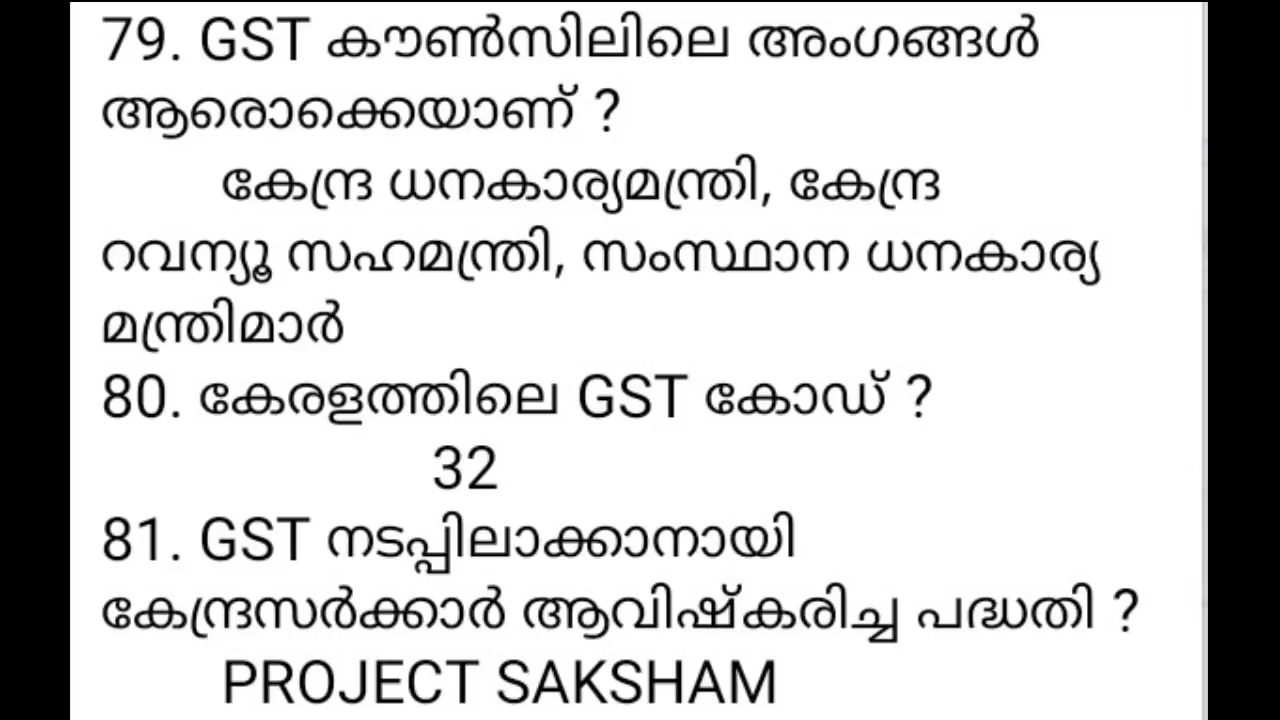 79. GST കൗൺസിലിലെ അംഗങ്ങൾ
ആരൊക്കെയാണ് ?
കേന്ദ്ര ധനകാര്യമന്ത്രി, കേന്ദ്ര
റവന്യൂ സഹമന്ത്രി, സംസ്ഥാന ധനകാര്യ
മന്ത്രിമാർ
80. കേരളത്തിലെ GST കോഡ് ?
32
81. GST നടപ്പിലാക്കാനായി
കേന്ദ്രസർക്കാർ ആവിഷ്കരിച്ച പദ്ധതി ?
PROJECT SAKSHAM